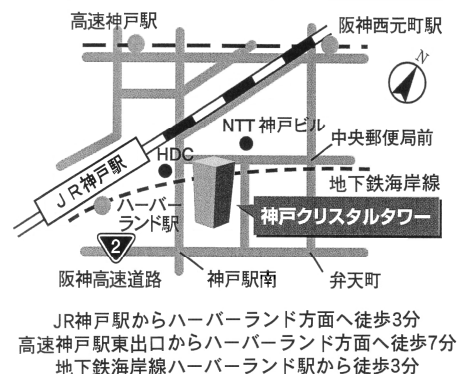 高速神戸駅
阪神西元町駅
N
NTT 神戸ビル
中央郵便局前
HDC
JR神戸駅
地下鉄海岸線
ハーバー
ランド駅
神戸クリスタルタワー
2
阪神高速道路
神戸駅南
弁天町
JR神戸駅からハーバーランド方面へ徒歩3分
高速神戸駅東出口からハーバーランド方面へ徒歩7分
地下鉄海岸線ハーバーランド駅から徒歩3分